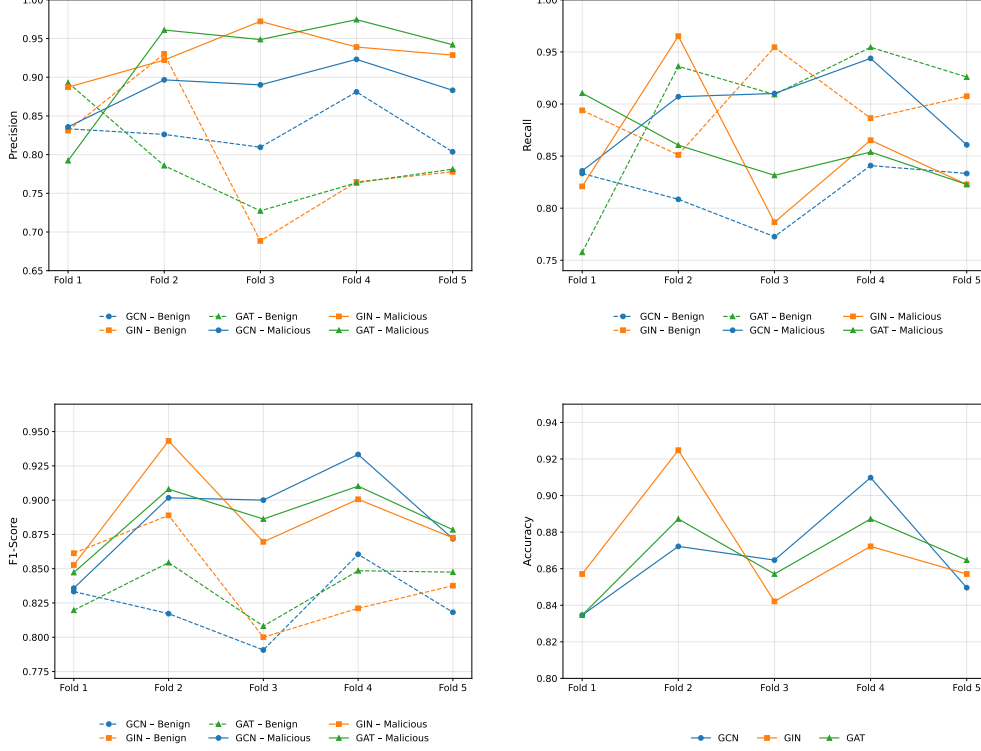 1.00
0.95
0.90
0.85
0.80
0.75
0.70
0.65
Precision
Fold 1 Fold 2 Fold 3 Fold 4 Fold 5
GCN – Benign GAT – Benign GIN – Malicious
GIN – Benign GCN – Malicious GAT – Malicious
1.00
0.95
0.90
0.85
0.80
0.75
Recall
Fold 1 Fold 2 Fold 3 Fold 4 Fold 5
GCN – Benign GAT – Benign GIN – Malicious
GIN – Benign GCN – Malicious GAT – Malicious
0.950
0.925
0.900
0.875
0.850
0.825
0.800
0.775
F1-Score
Fold 1 Fold 2 Fold 3 Fold 4 Fold 5
GCN – Benign GAT – Benign GIN – Malicious
GIN – Benign GCN – Malicious GAT – Malicious
0.94
0.92
0.90
0.88
0.86
0.84
0.82
0.80
Accuracy
Fold 1 Fold 2 Fold 3 Fold 4 Fold 5
GCN GIN GAT